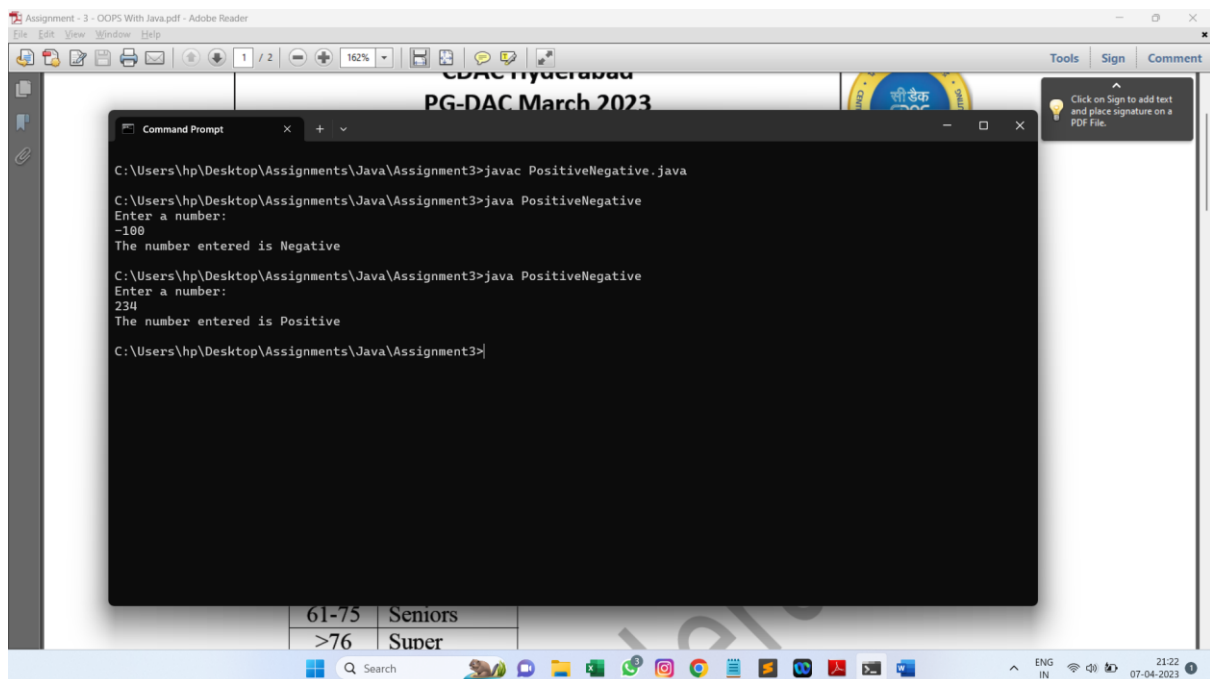 Assignment - 3 - OOPS With Java.pdf - Adobe Reader
File Edit View Window Help
1 / 2 162% Tools Sign Comment
CDAC Hyderabad
PG-DAC March 2023
सी डैक
Click on Sign to add text
and place signature on a
PDF File.
Command Prompt
C:\Users\hp\Desktop\Assignments\Java\Assignment3>javac PositiveNegative.java
C:\Users\hp\Desktop\Assignments\Java\Assignment3>java PositiveNegative
Enter a number:
-100
The number entered is Negative
C:\Users\hp\Desktop\Assignments\Java\Assignment3>java PositiveNegative
Enter a number:
234
The number entered is Positive
C:\Users\hp\Desktop\Assignments\Java\Assignment3>
61-75 Seniors
>76 Super
Search
3
ENG
IN
21:22
07-04-2023
1